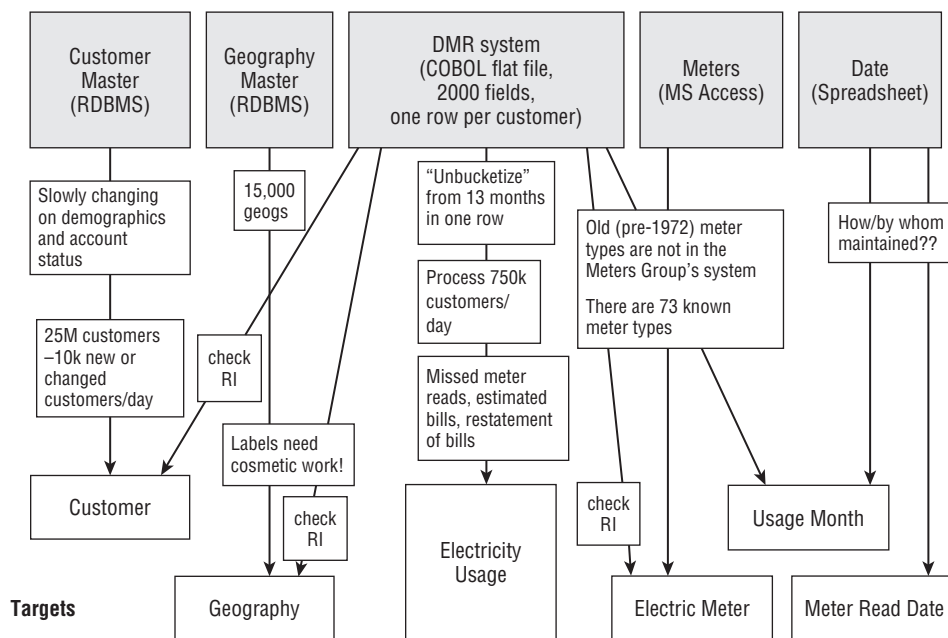 Customer
Master
(RDBMS)
Geography
Master
(RDBMS)
DMR system
(COBOL flat file,
2000 fields,
one row per customer)
Meters
(MS Access)
Date
(Spreadsheet)
Slowly changing
on demographics
and account
status
15,000
geogs
“Unbucketize”
from 13 months
in one row
Old (pre-1972) meter
types are not in the
Meters Group’s system
There are 73 known
meter types
How/by whom
maintained??
Process 750k
customers/
day
25M customers
–10k new or
changed
customers/day
check
RI
Missed meter
reads, estimated
bills, restatement
of bills
Labels need
cosmetic work!
Customer
check
RI
Electricity
Usage
check
RI
Usage Month
Targets
Geography
Electric Meter
Meter Read Date